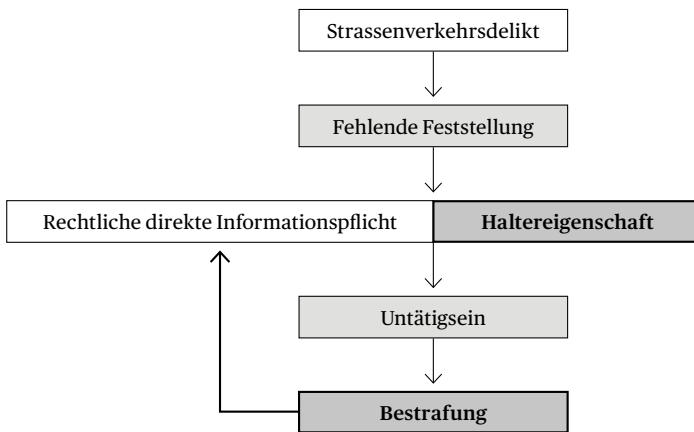 Strassenverkehrsdelikt
Fehlende Feststellung
Rechtliche direkte Informationspflicht
Haltereigenschaft
Untätigsein
Bestrafung